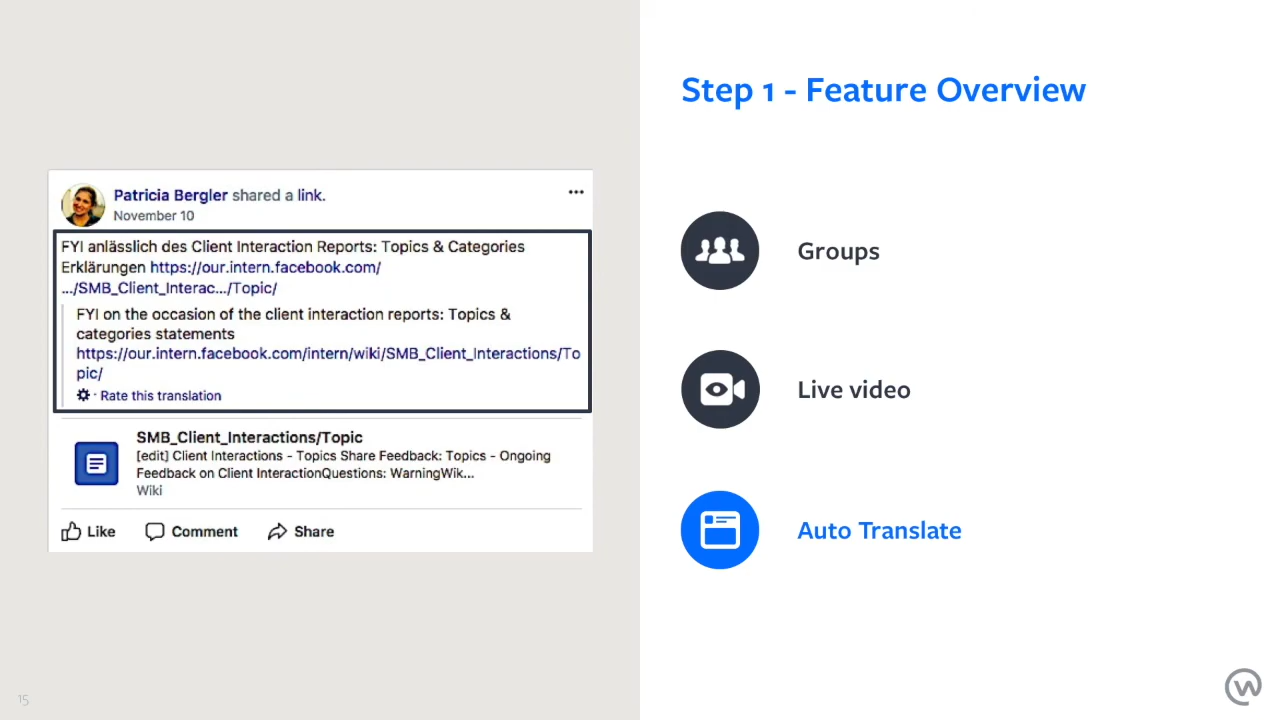 Patricia Bergler shared a link.
November 10
FYI anlässlich des Client Interaction Reports: Topics & Categories
Erklärungen https://our.intern.facebook.com/
.../SMB_Client_Interac.../Topic/
FYI on the occasion of the client interaction reports: Topics &
categories statements
https://our.intern.facebook.com/intern/wiki/SMB_Client_Interactions/To
pic/
· Rate this translation
SMB_Client_Interactions/Topic
[edit] Client Interactions - Topics Share Feedback: Topics - Ongoing
Feedback on Client InteractionQuestions: WarningWik...
Wiki
Like Comment Share
15
Step 1 - Feature Overview
Groups
Live video
Auto Translate
W